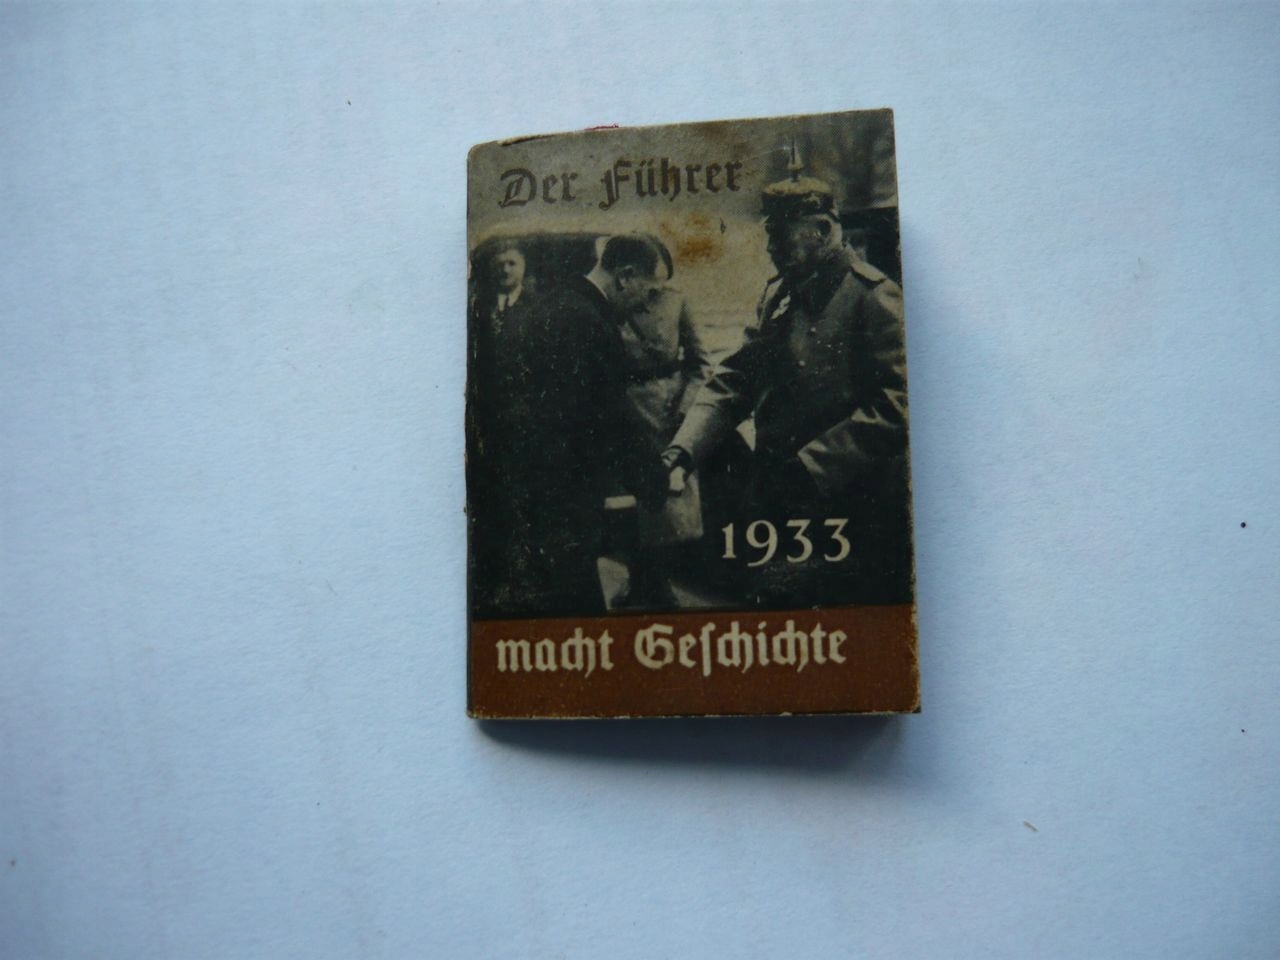 Der Führer
1933
macht Geſchichte